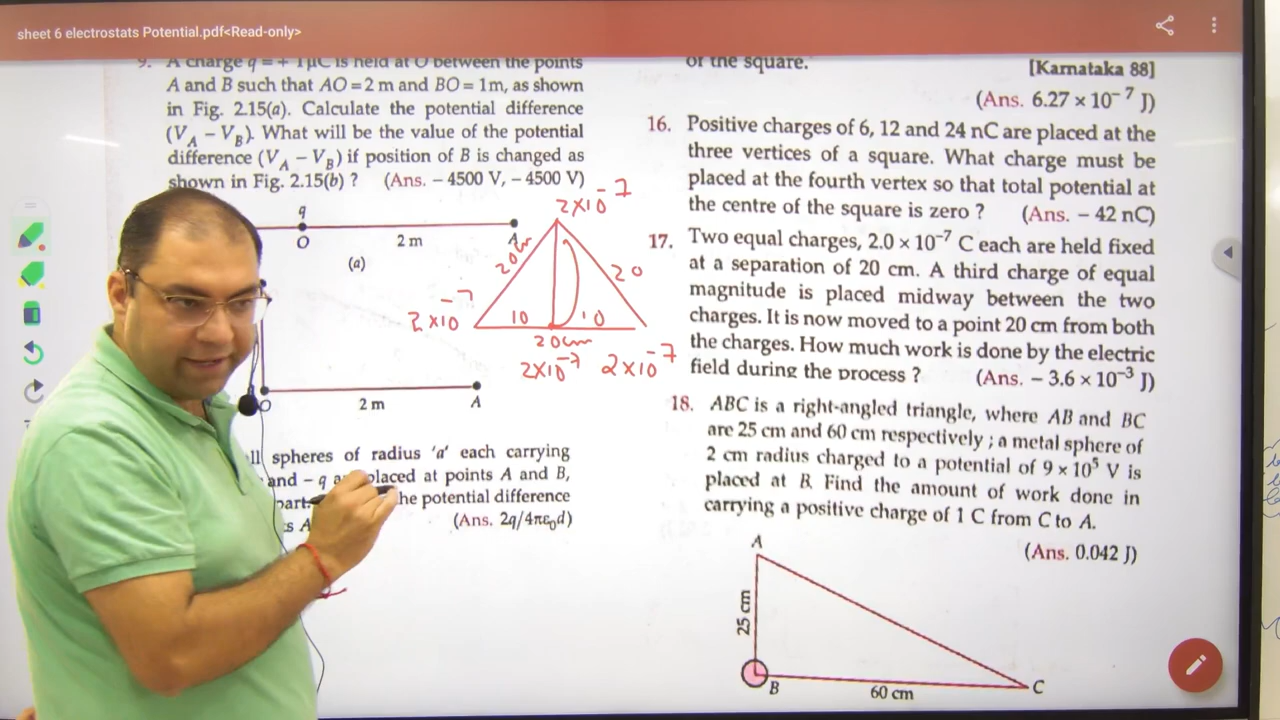 sheet 6 electrostats Potential.pdf<Read-only>
9. A charge q = + 1 μC is held at O between the points
A and B such that AO = 2 m and BO = 1m, as shown
in Fig. 2.15(a). Calculate the potential difference
(V_A − V_B). What will be the value of the potential
difference (V_A − V_B) if position of B is changed as
shown in Fig. 2.15(b) ? (Ans. − 4500 V, − 4500 V)
q
O
2 m
A
(a)
O
2 m
A
2×10^-7
20cm
20
2×10^-7
10
10
20cm
2×10^-7 2×10^-7
spheres of radius 'a' each carrying
and − q placed at points A and B,
the potential difference
(Ans. 2q/4πε₀d)
of the square.
[Karnataka 88]
(Ans. 6.27 × 10⁻⁷ J)
16. Positive charges of 6, 12 and 24 nC are placed at the
three vertices of a square. What charge must be
placed at the fourth vertex so that total potential at
the centre of the square is zero ? (Ans. − 42 nC)
17. Two equal charges, 2.0 × 10⁻⁷ C each are held fixed
at a separation of 20 cm. A third charge of equal
magnitude is placed midway between the two
charges. It is now moved to a point 20 cm from both
the charges. How much work is done by the electric
field during the process ? (Ans. − 3.6 × 10⁻³ J)
18. ABC is a right-angled triangle, where AB and BC
are 25 cm and 60 cm respectively ; a metal sphere of
2 cm radius charged to a potential of 9 × 10⁵ V is
placed at B. Find the amount of work done in
carrying a positive charge of 1 C from C to A.
(Ans. 0.042 J)
A
25 cm
B
60 cm
C